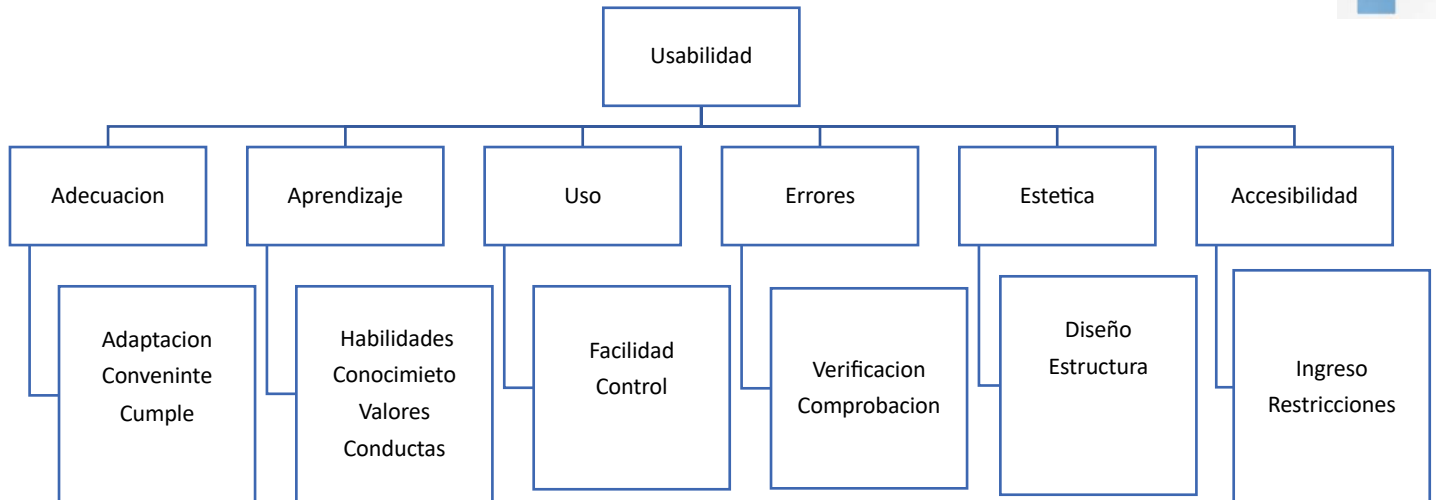 Usabilidad
Adecuacion
Aprendizaje
Uso
Errores
Estetica
Accesibilidad
Adaptacion
Conveninte
Cumple
Habilidades
Conocimieto
Valores
Conductas
Facilidad
Control
Verificacion
Comprobacion
Diseño
Estructura
Ingreso
Restricciones